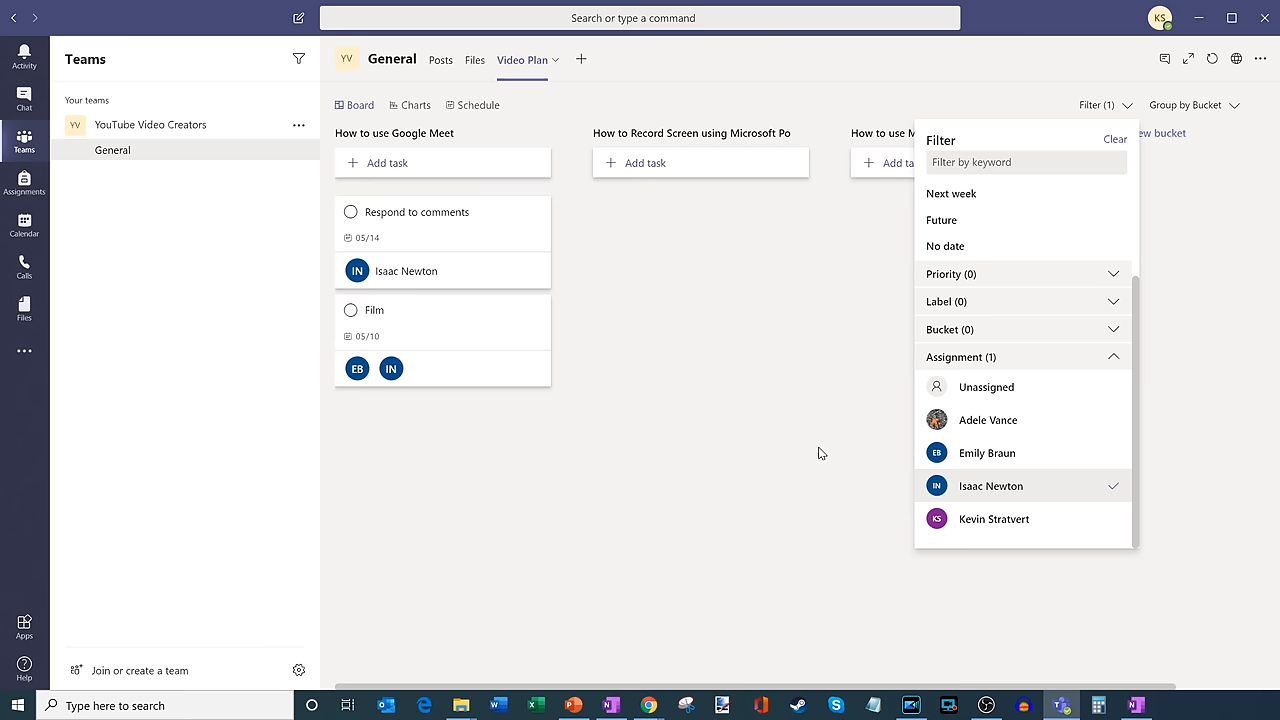 Search or type a command
KS
Activity
Chat
Teams
Assignments
Calendar
Calls
Files
Apps
Help
Teams
Your teams
YV
YouTube Video Creators
General
Join or create a team
YV
General
Posts
Files
Video Plan
Board
Charts
Schedule
Filter (1)
Group by Bucket
How to use Google Meet
Add task
Respond to comments
05/14
IN
Isaac Newton
Film
05/10
EB
IN
How to Record Screen using Microsoft Po
Add task
How to use M
Add ta
ew bucket
Filter
Clear
Filter by keyword
Next week
Future
No date
Priority (0)
Label (0)
Bucket (0)
Assignment (1)
Unassigned
Adele Vance
EB
Emily Braun
IN
Isaac Newton
KS
Kevin Stratvert
Type here to search